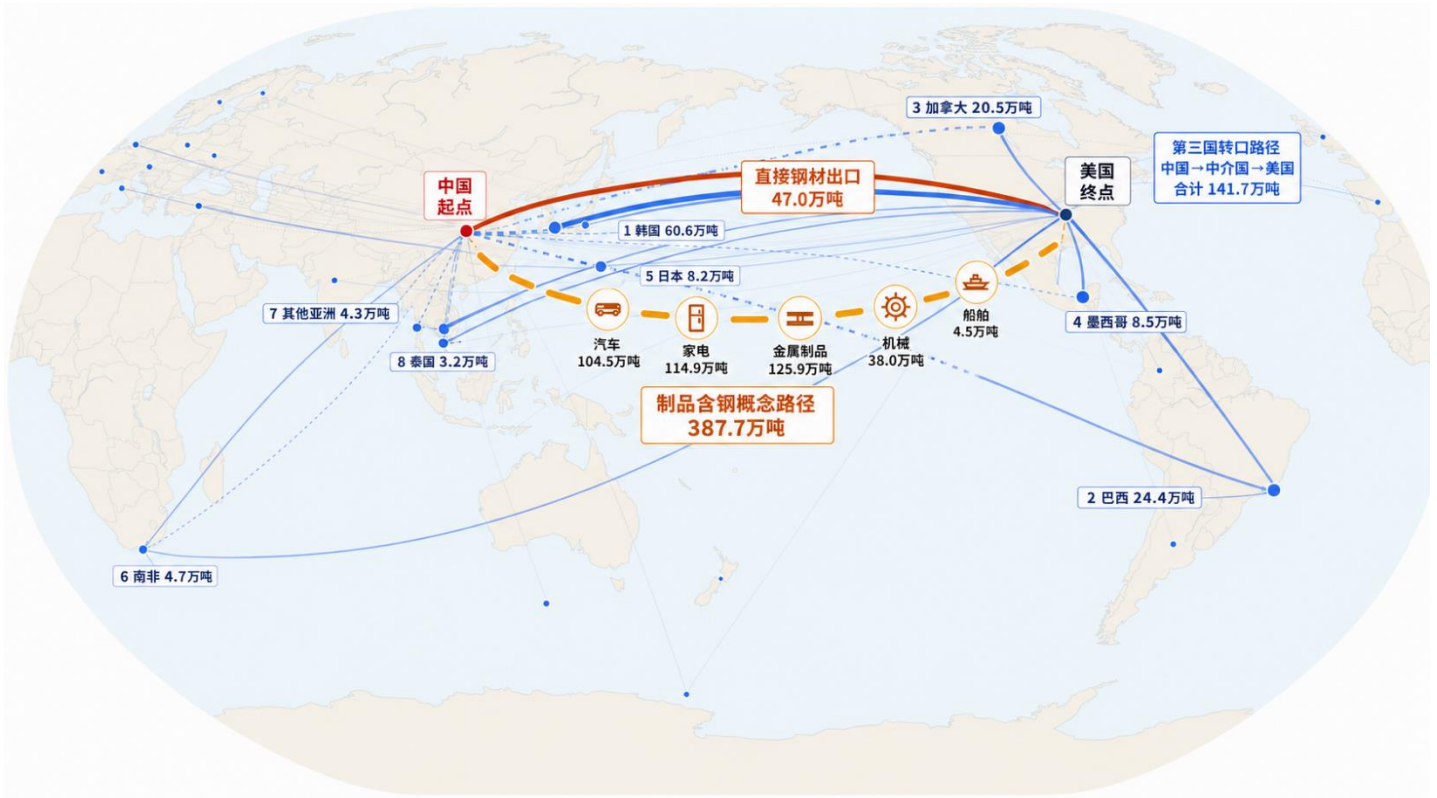 3 加拿大 20.5万吨
第三国转口路径
中国→中介国→美国
合计 141.7万吨
中国
起点
直接钢材出口
47.0万吨
美国
终点
1 韩国 60.6万吨
5 日本 8.2万吨
7 其他亚洲 4.3万吨
8 泰国 3.2万吨
4 墨西哥 8.5万吨
汽车
104.5万吨
家电
114.9万吨
金属制品
125.9万吨
机械
38.0万吨
船舶
4.5万吨
制品含钢概念路径
387.7万吨
2 巴西 24.4万吨
6 南非 4.7万吨